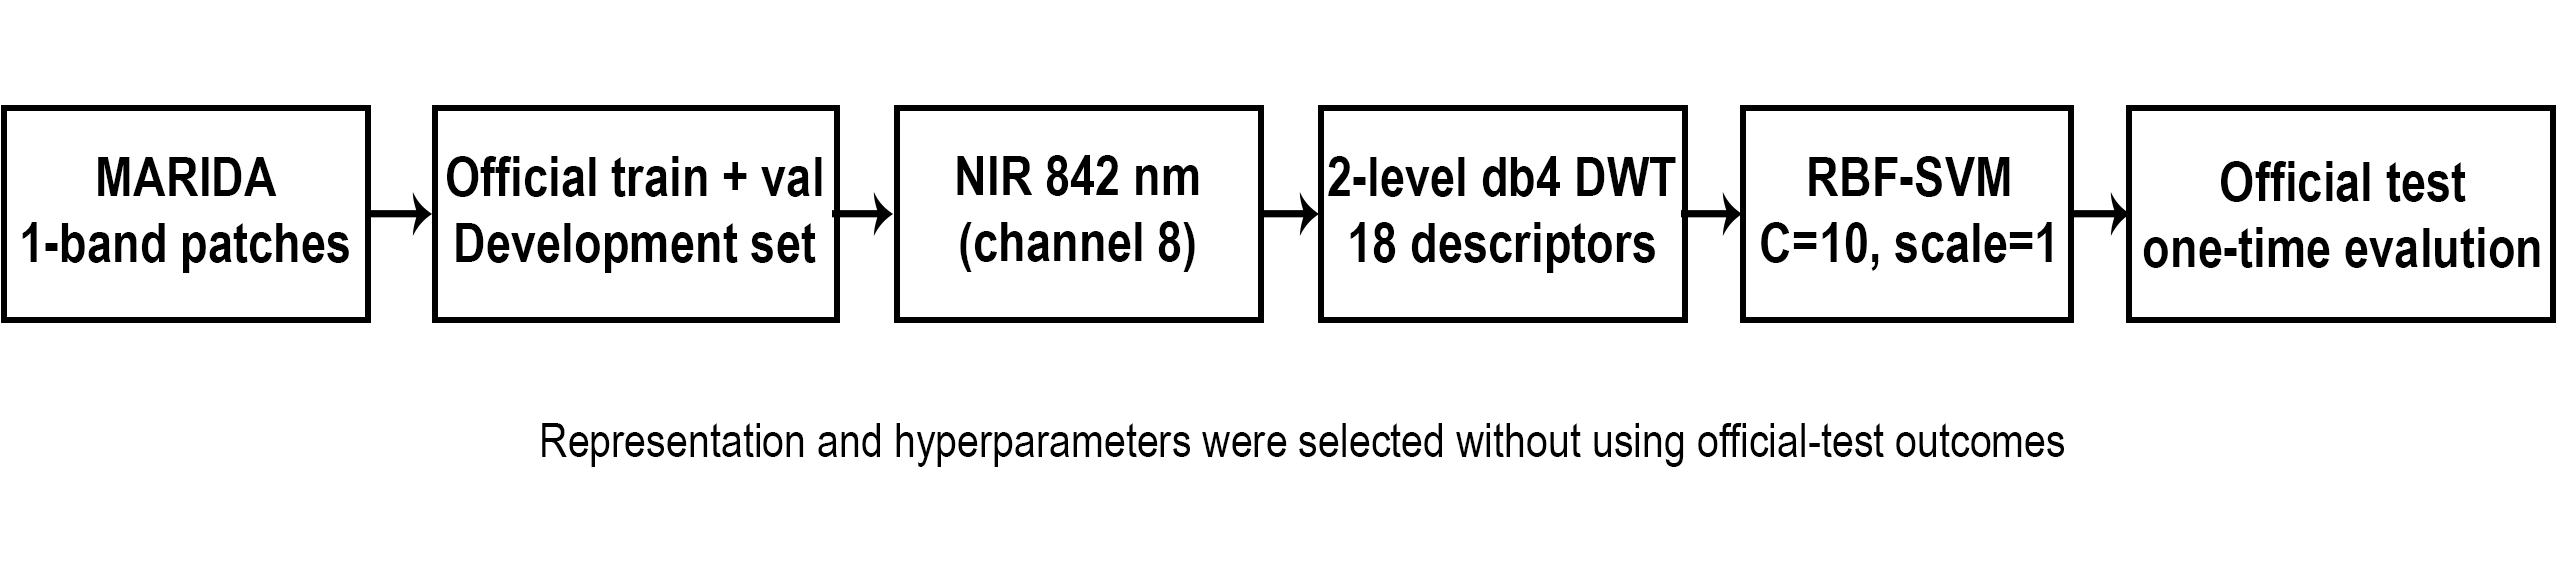 MARIDA
1-band patches
Official train + val
Development set
NIR 842 nm
(channel 8)
2-level db4 DWT
18 descriptors
RBF-SVM
C=10, scale=1
Official test
one-time evalution
Representation and hyperparameters were selected without using official-test outcomes